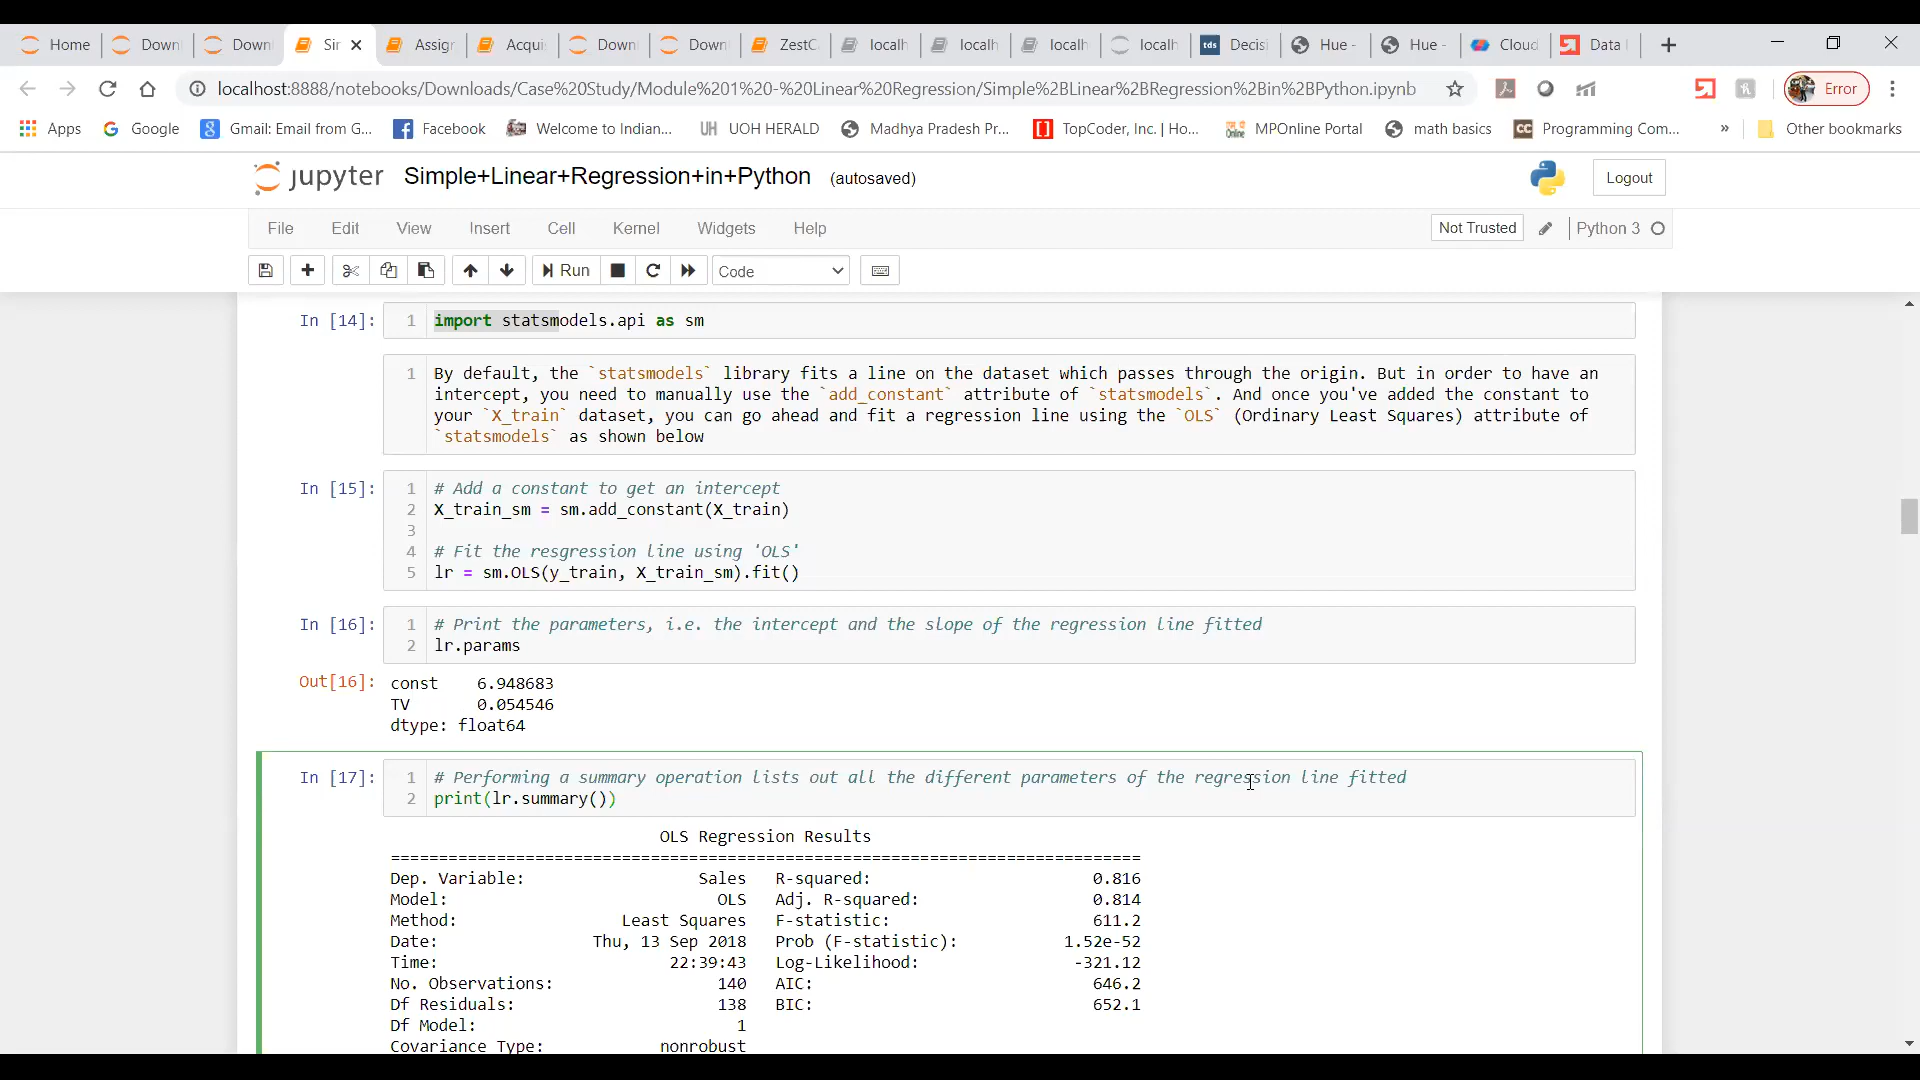 Home
Down
Down
Sir
Assign
Acqui
Down
Down
ZestC
localh
localh
localh
localh
tds Decisi
Hue -
Hue -
Cloud
Data
localhost:8888/notebooks/Downloads/Case%20Study/Module%201%20-%20Linear%20Regression/Simple%2BLinear%2BRegression%2Bin%2BPython.ipynb
Error
Apps
Google
Gmail: Email from G...
Facebook
Welcome to Indian...
UH UOH HERALD
Madhya Pradesh Pr...
TopCoder, Inc. | Ho...
MPOnline Portal
math basics
CC Programming Com...
»
Other bookmarks
jupyter Simple+Linear+Regression+in+Python (autosaved)
Logout
File Edit View Insert Cell Kernel Widgets Help
Not Trusted
Python 3
Run
Code
In [14]: 1 import statsmodels.api as sm
1 By default, the `statsmodels` library fits a line on the dataset which passes through the origin. But in order to have an
intercept, you need to manually use the `add_constant` attribute of `statsmodels`. And once you've added the constant to
your `X_train` dataset, you can go ahead and fit a regression line using the `OLS` (Ordinary Least Squares) attribute of
`statsmodels` as shown below
In [15]: 1 # Add a constant to get an intercept
2 X_train_sm = sm.add_constant(X_train)
3
4 # Fit the resgression line using 'OLS'
5 lr = sm.OLS(y_train, X_train_sm).fit()
In [16]: 1 # Print the parameters, i.e. the intercept and the slope of the regression line fitted
2 lr.params
Out[16]: const 6.948683
TV 0.054546
dtype: float64
In [17]: 1 # Performing a summary operation lists out all the different parameters of the regression line fitted
2 print(lr.summary())
OLS Regression Results
==============================================================================
Dep. Variable: Sales R-squared: 0.816
Model: OLS Adj. R-squared: 0.814
Method: Least Squares F-statistic: 611.2
Date: Thu, 13 Sep 2018 Prob (F-statistic): 1.52e-52
Time: 22:39:43 Log-Likelihood: -321.12
No. Observations: 140 AIC: 646.2
Df Residuals: 138 BIC: 652.1
Df Model: 1
Covariance Type: nonrobust